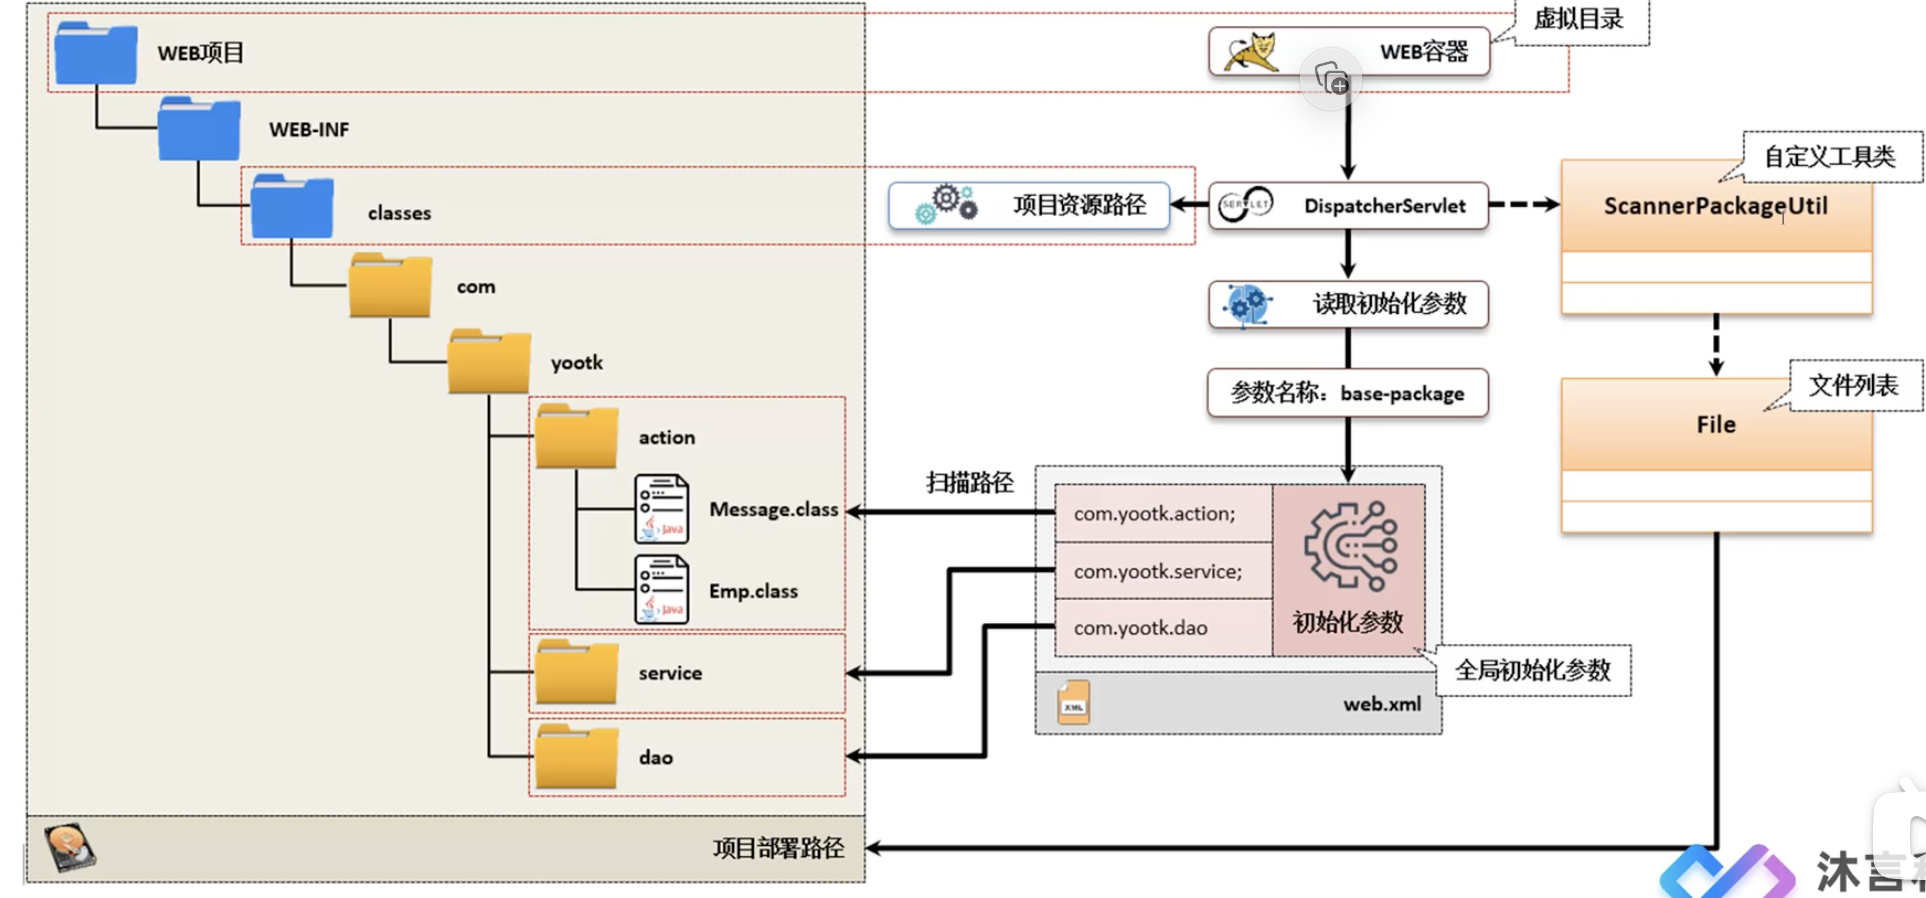 WEB项目
WEB-INF
classes
com
yootk
action
Message.class
Emp.class
service
dao
项目部署路径
虚拟目录
WEB容器
项目资源路径
SERVLET
DispatcherServlet
自定义工具类
ScannerPackageUtil
读取初始化参数
参数名称：base-package
文件列表
File
扫描路径
com.yootk.action;
com.yootk.service;
com.yootk.dao
初始化参数
全局初始化参数
XML
web.xml
Java
Java
沐言